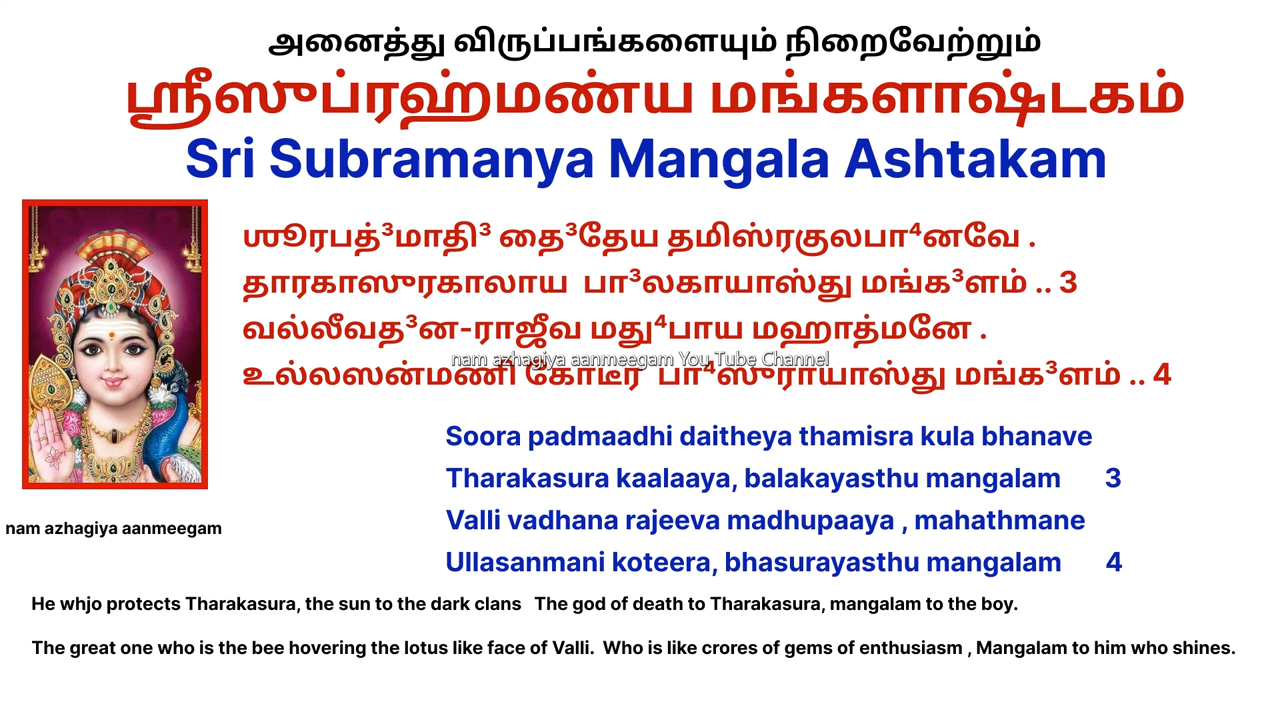 அனைத்து விருப்பங்களையும் நிறைவேற்றும்
ஸ்ரீஸுப்ரஹ்மண்ய மங்களாஷ்டகம்
Sri Subramanya Mangala Ashtakam
ஶூரபத்³மாதி³ தை³தேய தமிஸ்ரகுலபா⁴னவே .
தாரகாஸுரகாலாய பா³லகாயாஸ்து மங்க³ளம் .. 3
வல்லீவத³ன-ராஜீவ மது⁴பாய மஹாத்மனே .
nam azhagiya aanmeegam You Tube Channel
உல்லஸன்மணி கோடீர பா⁴ஸுராயாஸ்து மங்க³ளம் .. 4
Soora padmaadhi daitheya thamisra kula bhanave
Tharakasura kaalaaya, balakayasthu mangalam 3
Valli vadhana rajeeva madhupaaya , mahathmane
nam azhagiya aanmeegam
Ullasanmani koteera, bhasurayasthu mangalam 4
He whjo protects Tharakasura, the sun to the dark clans The god of death to Tharakasura, mangalam to the boy.
The great one who is the bee hovering the lotus like face of Valli. Who is like crores of gems of enthusiasm , Mangalam to him who shines.